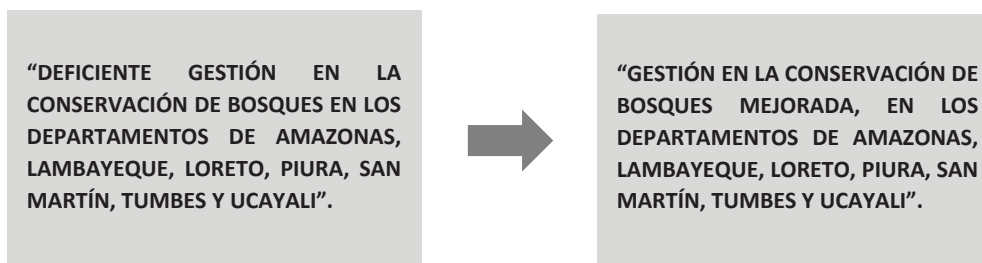 “DEFICIENTE GESTIÓN EN LA
CONSERVACIÓN DE BOSQUES EN LOS
DEPARTAMENTOS DE AMAZONAS,
LAMBAYEQUE, LORETO, PIURA, SAN
MARTÍN, TUMBES Y UCAYALI”.
“GESTIÓN EN LA CONSERVACIÓN DE
BOSQUES MEJORADA, EN LOS
DEPARTAMENTOS DE AMAZONAS,
LAMBAYEQUE, LORETO, PIURA, SAN
MARTÍN, TUMBES Y UCAYALI”.